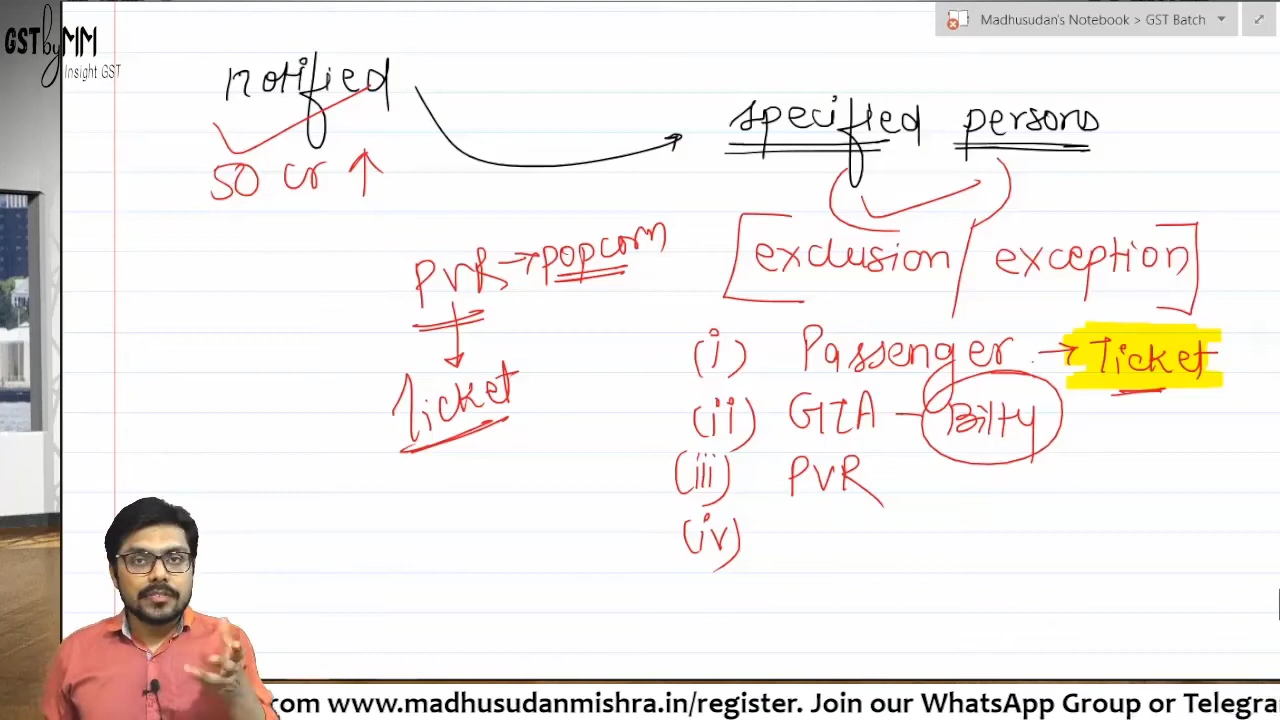 GST by MM
Insight GST
Madhusudan's Notebook > GST Batch
notified
specified persons
50 cr ↑
exclusion / exception
PVR → popcorn
Ticket
(i) Passenger → Ticket
(ii) GTA - Bilty
(iii) PVR
(iv)
om www.madhusudanmishra.in/register. Join our WhatsApp Group or Telegra